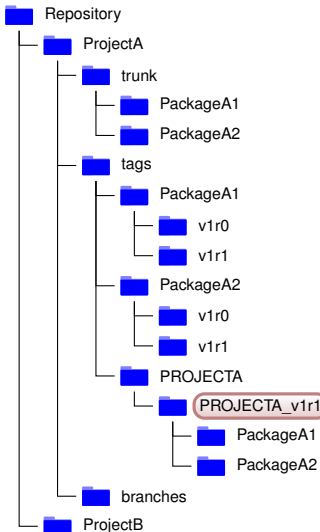 Repository
ProjectA
trunk
PackageA1
PackageA2
tags
PackageA1
v1r0
v1r1
PackageA2
v1r0
v1r1
PROJECTA
PROJECTA_v1r1
PackageA1
PackageA2
branches
ProjectB